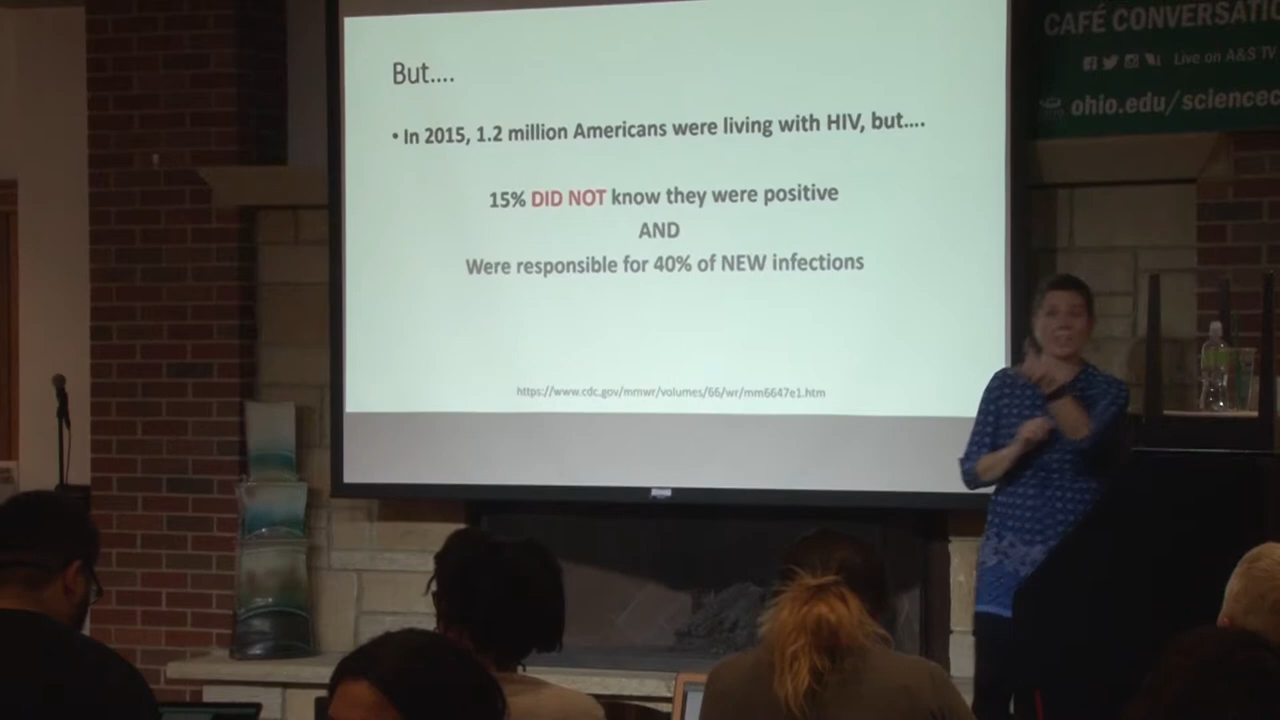 But....
• In 2015, 1.2 million Americans were living with HIV, but....
15% DID NOT know they were positive
AND
Were responsible for 40% of NEW infections
https://www.cdc.gov/mmwr/volumes/66/wr/mm6647e1.htm
CAFÉ CONVERSATIO
Live on A&S TV
ohio.edu/sciencec